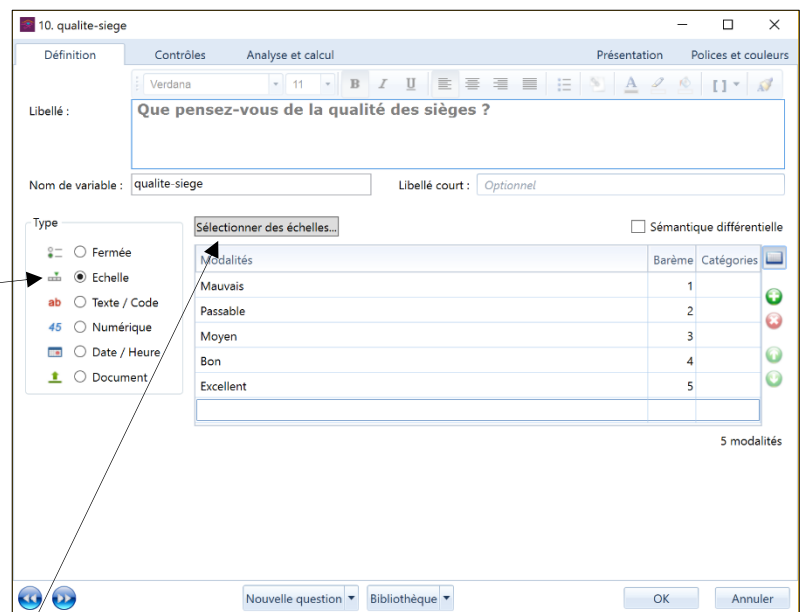 10. qualite-siege
Définition Contrôles Analyse et calcul Présentation Polices et couleurs
Verdana 11 B I U A [ ]
Libellé : Que pensez-vous de la qualité des sièges ?
Nom de variable : qualite-siege Libellé court : Optionnel
Type Sélectionner des échelles... Sémantique différentielle
Fermée Modalités Barème Catégories
Echelle Mauvais 1
ab Texte / Code Passable 2
45 Numérique Moyen 3
Date / Heure Bon 4
Document Excellent 5
5 modalités
Nouvelle question Bibliothèque OK Annuler